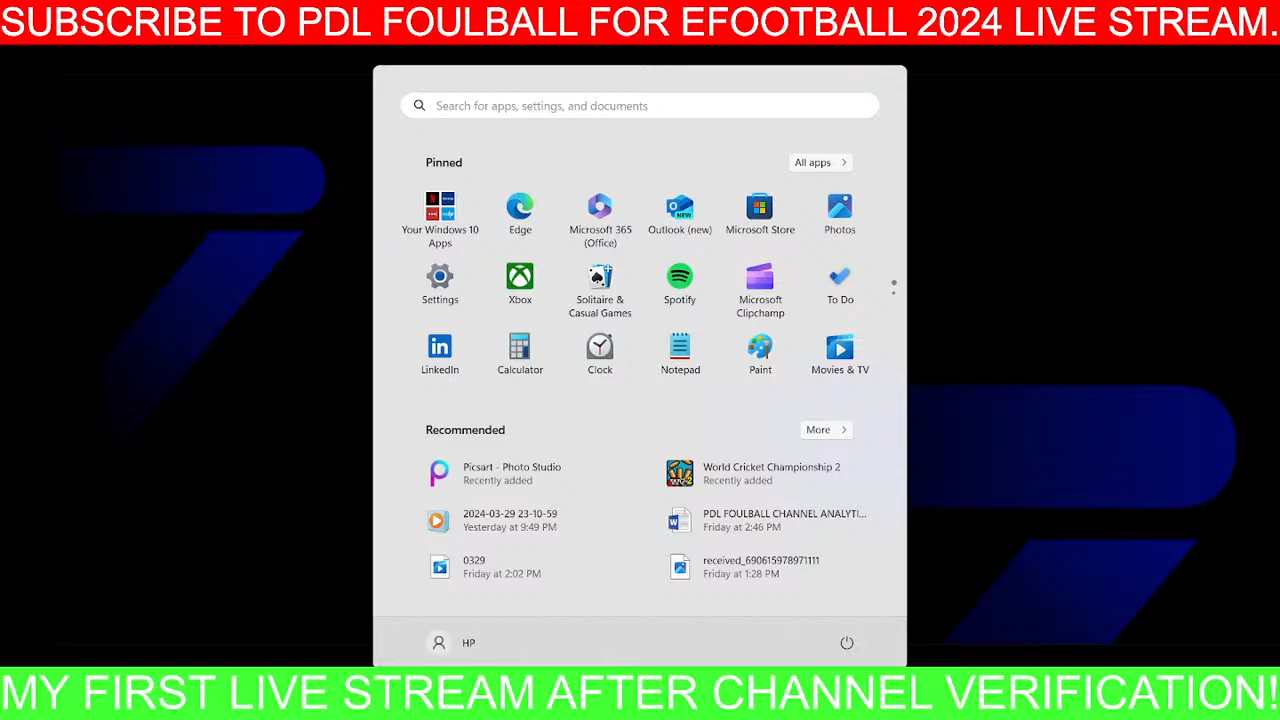 SUBSCRIBE TO PDL FOULBALL FOR EFOOTBALL 2024 LIVE STREAM.
Search for apps, settings, and documents
Pinned
All apps
Your Windows 10 Apps
Edge
Microsoft 365 (Office)
Outlook (new)
Microsoft Store
Photos
Settings
Xbox
Solitaire & Casual Games
Spotify
Microsoft Clipchamp
To Do
LinkedIn
Calculator
Clock
Notepad
Paint
Movies & TV
Recommended
More
Picsart - Photo Studio
Recently added
World Cricket Championship 2
Recently added
2024-03-29 23-10-59
Yesterday at 9:49 PM
PDL FOULBALL CHANNEL ANALYTI...
Friday at 2:46 PM
0329
Friday at 2:02 PM
received_690615978971111
Friday at 1:28 PM
HP
MY FIRST LIVE STREAM AFTER CHANNEL VERIFICATION!